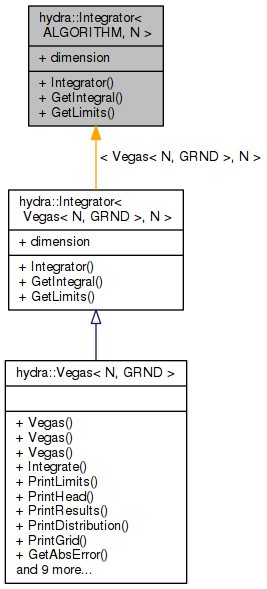 hydra::Integrator<
ALGORITHM, N >
+ dimension
+ Integrator()
+ GetIntegral()
+ GetLimits()
< Vegas< N, GRND >, N >
hydra::Integrator<
Vegas< N, GRND >, N >
+ dimension
+ Integrator()
+ GetIntegral()
+ GetLimits()
hydra::Vegas< N, GRND >
+ Vegas()
+ Vegas()
+ Vegas()
+ Integrate()
+ PrintLimits()
+ PrintHead()
+ PrintResults()
+ PrintDistribution()
+ PrintGrid()
+ GetAbsError()
and 9 more...